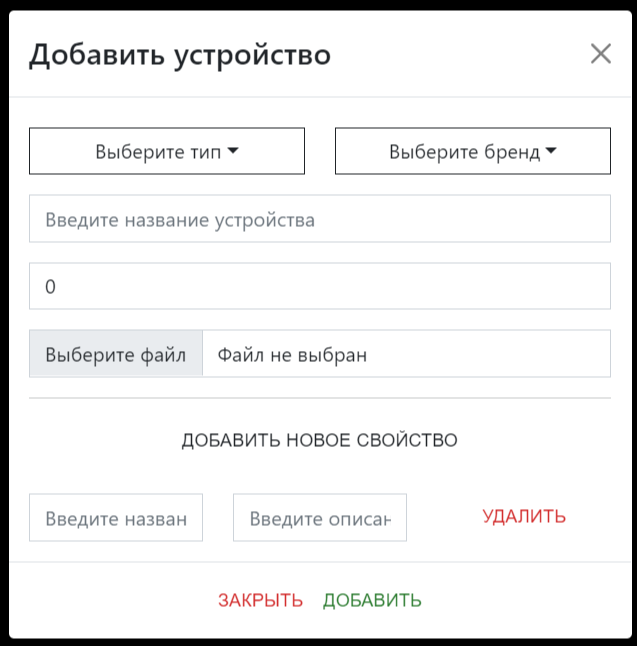 Добавить устройство
Выберите тип Выберите бренд
Введите название устройства
0
Выберите файл Файл не выбран
ДОБАВИТЬ НОВОЕ СВОЙСТВО
Введите назван Введите описан УДАЛИТЬ
ЗАКРЫТЬ ДОБАВИТЬ